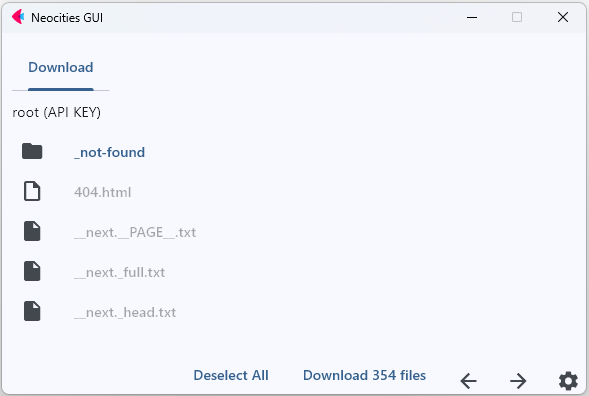 Neocities GUI
Download
root (API KEY)
_not-found
404.html
__next.__PAGE__.txt
__next._full.txt
__next._head.txt
Deselect All Download 354 files